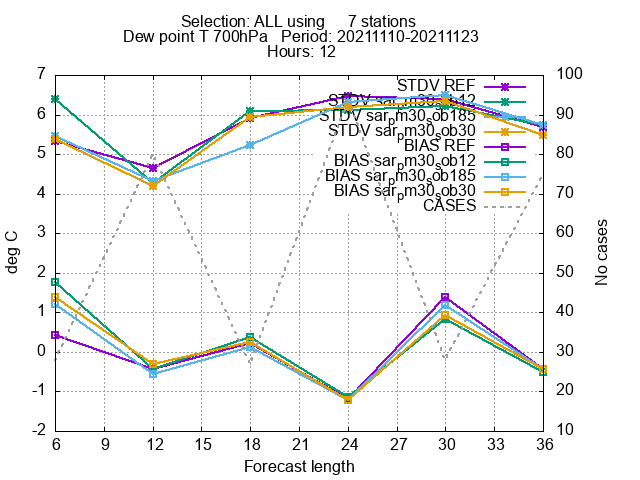 Selection: ALL using 7 stations
Dew point T 700hPa Period: 20211110-20211123
Hours: 12
STDV REF
STDV sar_pm30_sob12
STDV sar_pm30_sob185
STDV sar_pm30_sob30
BIAS REF
BIAS sar_pm30_sob12
BIAS sar_pm30_sob185
BIAS sar_pm30_sob30
CASES
7
6
5
4
3
2
1
0
-1
-2
100
90
80
70
60
50
40
30
20
10
deg C
No cases
6 9 12 15 18 21 24 27 30 33 36
Forecast length